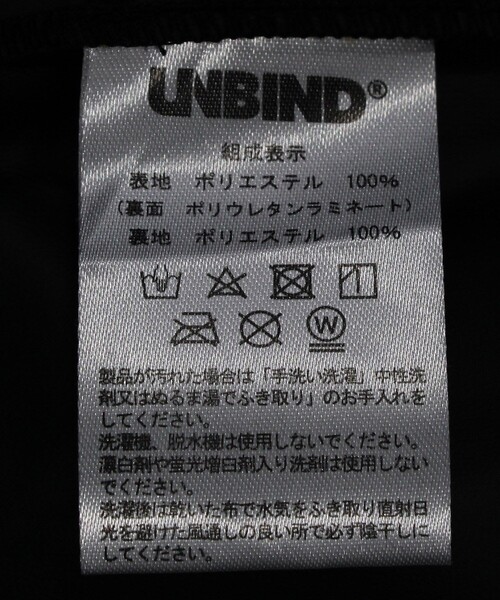 UNBIND®
組成表示
表地 ポリエステル 100%
（裏面 ポリウレタンラミネート）
裏地 ポリエステル 100%
W
製品が汚れた場合は「手洗い洗濯」中性洗
剤又はぬるま湯でふき取り」のお手入れを
してください。
洗濯機、脱水機は使用しないでください。
漂白剤や蛍光増白剤入り洗剤は使用しない
でください。
洗濯後は乾いた布で水気をふき取り直射日
光を避けた風通しの良い所で必ず陰干しに
してください。